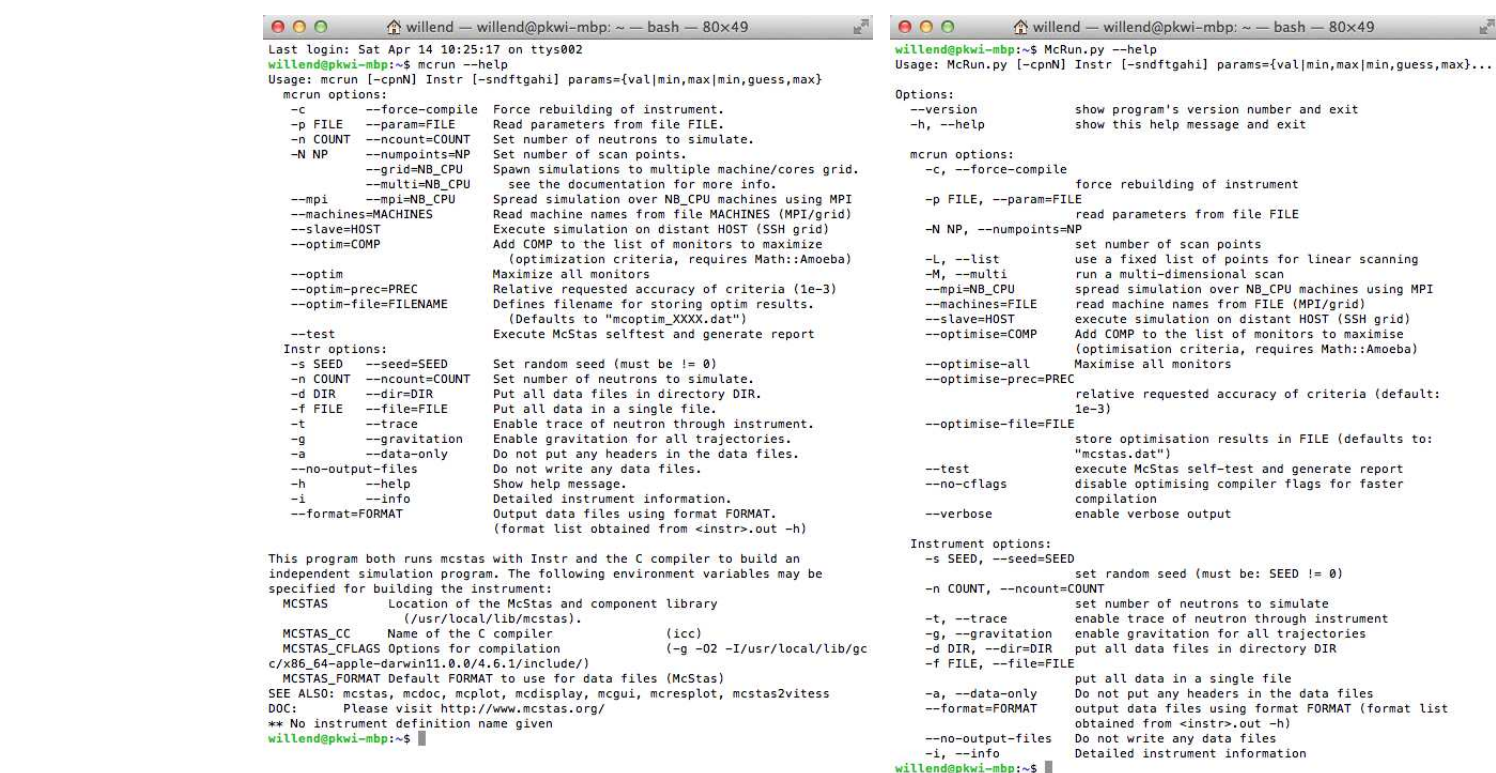 willend — willend@pkwi-mbp: ~ — bash — 80×49
Last login: Sat Apr 14 10:25:17 on ttys002
willend@pkwi-mbp:~$ mcrun --help
Usage: mcrun [-cpnN] Instr [-sndftgahi] params={val|min,max|min,guess,max}
  mcrun options:
   -c        --force-compile  Force rebuilding of instrument.
   -p FILE   --param=FILE     Read parameters from file FILE.
   -n COUNT  --ncount=COUNT   Set number of neutrons to simulate.
   -N NP     --numpoints=NP   Set number of scan points.
             --grid=NB_CPU    Spawn simulations to multiple machine/cores grid.
             --multi=NB_CPU     see the documentation for more info.
   --mpi     --mpi=NB_CPU     Spread simulation over NB_CPU machines using MPI
   --machines=MACHINES        Read machine names from file MACHINES (MPI/grid)
   --slave=HOST               Execute simulation on distant HOST (SSH grid)
   --optim=COMP               Add COMP to the list of monitors to maximize
                                (optimization criteria, requires Math::Amoeba)
   --optim                    Maximize all monitors
   --optim-prec=PREC          Relative requested accuracy of criteria (1e-3)
   --optim-file=FILENAME      Defines filename for storing optim results.
                                (Defaults to "mcoptim_XXXX.dat")
   --test                     Execute McStas selftest and generate report
  Instr options:
   -s SEED   --seed=SEED      Set random seed (must be != 0)
   -n COUNT  --ncount=COUNT   Set number of neutrons to simulate.
   -d DIR    --dir=DIR        Put all data files in directory DIR.
   -f FILE   --file=FILE      Put all data in a single file.
   -t        --trace          Enable trace of neutron through instrument.
   -g        --gravitation    Enable gravitation for all trajectories.
   -a        --data-only      Do not put any headers in the data files.
   --no-output-files          Do not write any data files.
   -h        --help           Show help message.
   -i        --info           Detailed instrument information.
   --format=FORMAT            Output data files using format FORMAT.
                              (format list obtained from <instr>.out -h)
This program both runs mcstas with Instr and the C compiler to build an
independent simulation program. The following environment variables may be
specified for building the instrument:
  MCSTAS        Location of the McStas and component library
                  (/usr/local/lib/mcstas).
  MCSTAS_CC     Name of the C compiler               (icc)
  MCSTAS_CFLAGS Options for compilation              (-g -O2 -I/usr/local/lib/gc
c/x86_64-apple-darwin11.0.0/4.6.1/include/)
  MCSTAS_FORMAT Default FORMAT to use for data files (McStas)
SEE ALSO: mcstas, mcdoc, mcplot, mcdisplay, mcgui, mcresplot, mcstas2vitess
DOC:      Please visit http://www.mcstas.org/
** No instrument definition name given
willend@pkwi-mbp:~$
willend — willend@pkwi-mbp: ~ — bash — 80×49
willend@pkwi-mbp:~$ McRun.py --help
Usage: McRun.py [-cpnN] Instr [-sndftgahi] params={val|min,max|min,guess,max}...
Options:
  --version             show program's version number and exit
  -h, --help            show this help message and exit
  mcrun options:
    -c, --force-compile
                        force rebuilding of instrument
    -p FILE, --param=FILE
                        read parameters from file FILE
    -N NP, --numpoints=NP
                        set number of scan points
    -L, --list          use a fixed list of points for linear scanning
    -M, --multi         run a multi-dimensional scan
    --mpi=NB_CPU        spread simulation over NB_CPU machines using MPI
    --machines=FILE     read machine names from FILE (MPI/grid)
    --slave=HOST        execute simulation on distant HOST (SSH grid)
    --optimise=COMP     Add COMP to the list of monitors to maximise
                        (optimisation criteria, requires Math::Amoeba)
    --optimise-all      Maximise all monitors
    --optimise-prec=PREC
                        relative requested accuracy of criteria (default:
                        1e-3)
    --optimise-file=FILE
                        store optimisation results in FILE (defaults to:
                        "mcstas.dat")
    --test              execute McStas self-test and generate report
    --no-cflags         disable optimising compiler flags for faster
                        compilation
    --verbose           enable verbose output
  Instrument options:
    -s SEED, --seed=SEED
                        set random seed (must be: SEED != 0)
    -n COUNT, --ncount=COUNT
                        set number of neutrons to simulate
    -t, --trace         enable trace of neutron through instrument
    -g, --gravitation   enable gravitation for all trajectories
    -d DIR, --dir=DIR   put all data files in directory DIR
    -f FILE, --file=FILE
                        put all data in a single file
    -a, --data-only     Do not put any headers in the data files
    --format=FORMAT     output data files using format FORMAT (format list
                        obtained from <instr>.out -h)
    --no-output-files   Do not write any data files
    -i, --info          Detailed instrument information
willend@pkwi-mbp:~$